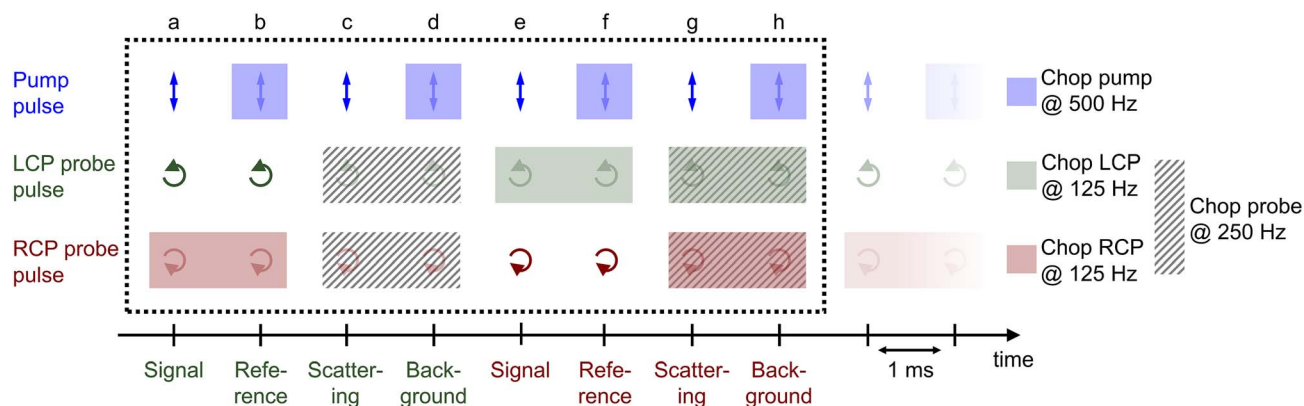 a b c d e f g h
Pump
pulse
Chop pump
@ 500 Hz
LCP probe
pulse
Chop LCP
@ 125 Hz
Chop probe
@ 250 Hz
RCP probe
pulse
Chop RCP
@ 125 Hz
time
1 ms
Signal
Refe-
rence
Scatter-
ing
Back-
ground
Signal
Refe-
rence
Scatter-
ing
Back-
ground